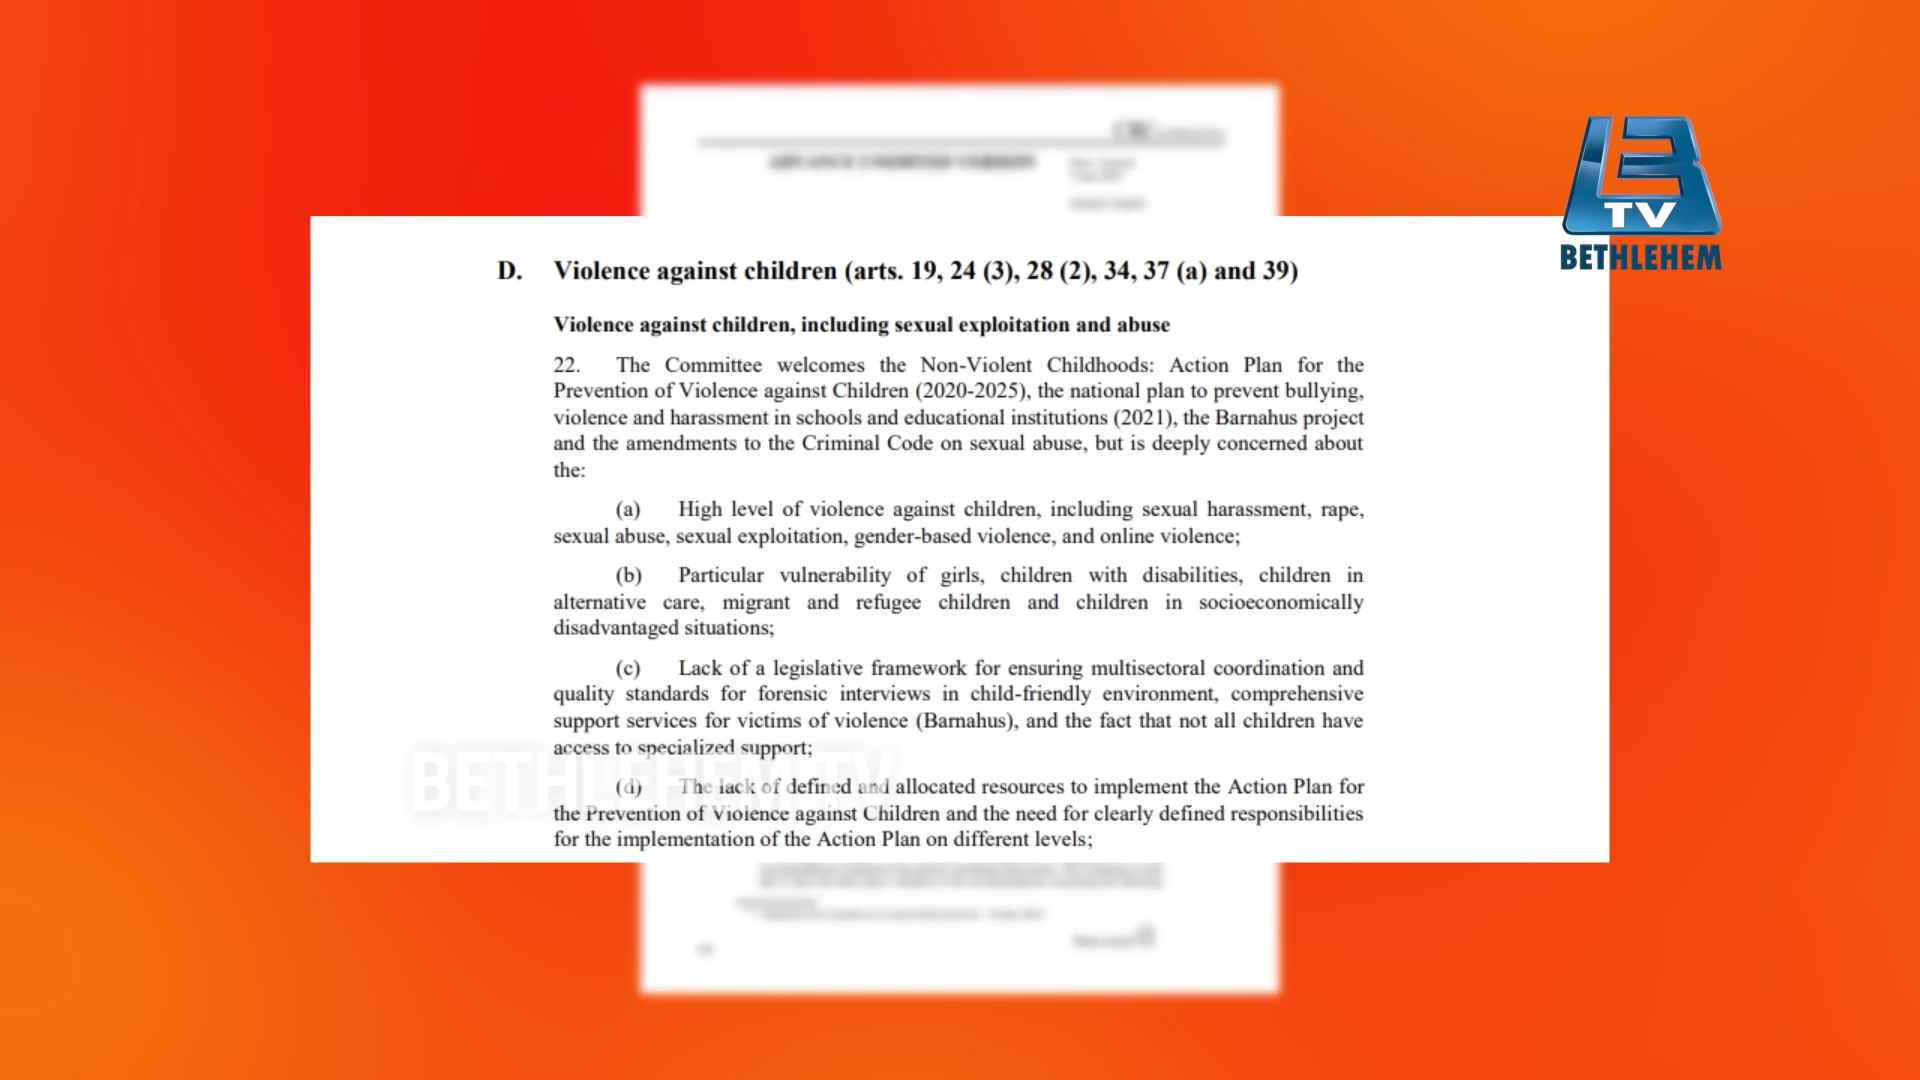 CRC
ADVANCE UNEDITED VERSION
TV
BETHLEHEM
D. Violence against children (arts. 19, 24 (3), 28 (2), 34, 37 (a) and 39)
Violence against children, including sexual exploitation and abuse
22. The Committee welcomes the Non-Violent Childhoods: Action Plan for the
Prevention of Violence against Children (2020-2025), the national plan to prevent bullying,
violence and harassment in schools and educational institutions (2021), the Barnahus project
and the amendments to the Criminal Code on sexual abuse, but is deeply concerned about
the:
(a) High level of violence against children, including sexual harassment, rape,
sexual abuse, sexual exploitation, gender-based violence, and online violence;
(b) Particular vulnerability of girls, children with disabilities, children in
alternative care, migrant and refugee children and children in socioeconomically
disadvantaged situations;
(c) Lack of a legislative framework for ensuring multisectoral coordination and
quality standards for forensic interviews in child-friendly environment, comprehensive
support services for victims of violence (Barnahus), and the fact that not all children have
access to specialized support;
BETHLEHEM TV
(d) The lack of defined and allocated resources to implement the Action Plan for
the Prevention of Violence against Children and the need for clearly defined responsibilities
for the implementation of the Action Plan on different levels;